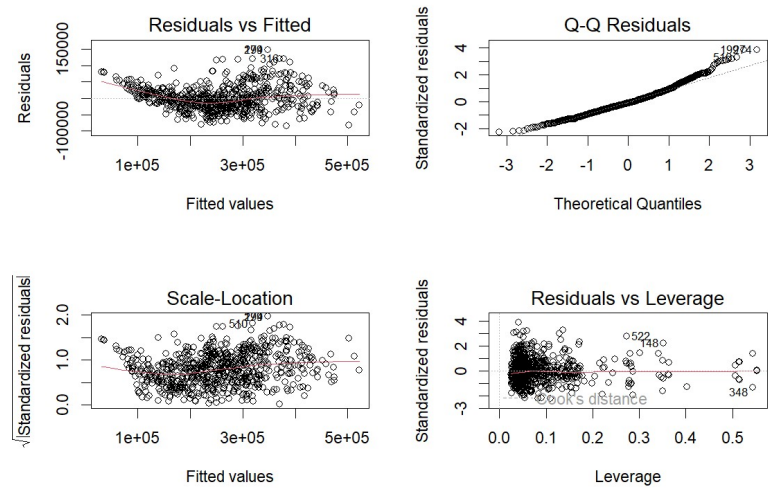 Residuals vs Fitted
Residuals
150000
-100000
316
1e+05 3e+05 5e+05
Fitted values
Q-Q Residuals
Standardized residuals
4
2
0
-2
-3 -2 -1 0 1 2 3
Theoretical Quantiles
Scale-Location
√|Standardized residuals|
2.0
1.0
0.0
510
1e+05 3e+05 5e+05
Fitted values
Residuals vs Leverage
Standardized residuals
4
2
0
-3
522
148
348
Cook's distance
0.0 0.1 0.2 0.3 0.4 0.5
Leverage